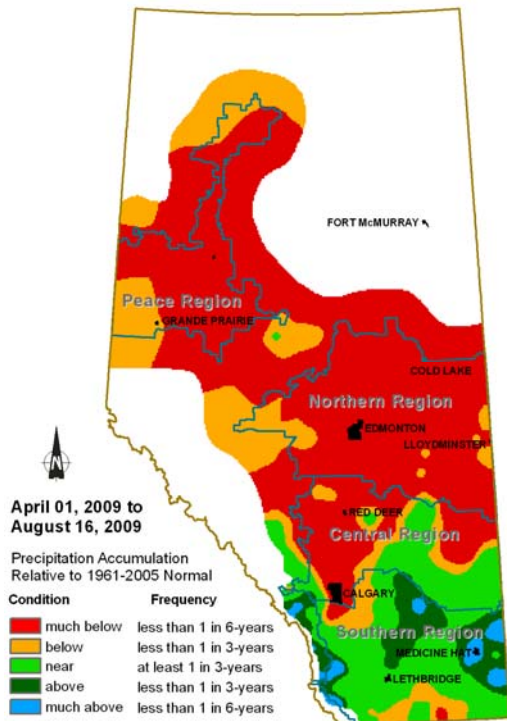 FORT McMURRAY
Peace Region
GRANDE PRAIRIE
COLD LAKE
Northern Region
EDMONTON
LLOYDMINSTER
April 01, 2009 to
August 16, 2009
RED DEER
Central Region
Precipitation Accumulation
Relative to 1961-2005 Normal
Condition Frequency
CALGARY
much below less than 1 in 6-years
below less than 1 in 3-years
near at least 1 in 3-years
above less than 1 in 3-years
much above less than 1 in 6-years
Southern Region
MEDICINE HAT
LETHBRIDGE